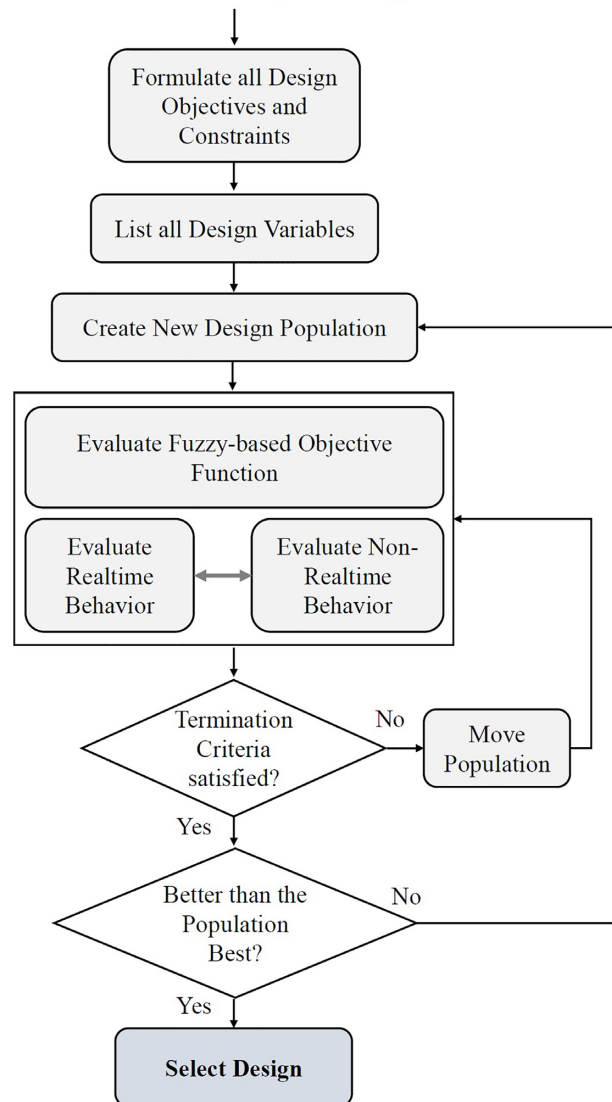 Formulate all Design
Objectives and
Constraints
List all Design Variables
Create New Design Population
Evaluate Fuzzy-based Objective
Function
Evaluate
Realtime
Behavior
Evaluate Non-
Realtime
Behavior
Termination
Criteria
satisfied?
No
Move
Population
Yes
Better than the
Population
Best?
No
Yes
Select Design